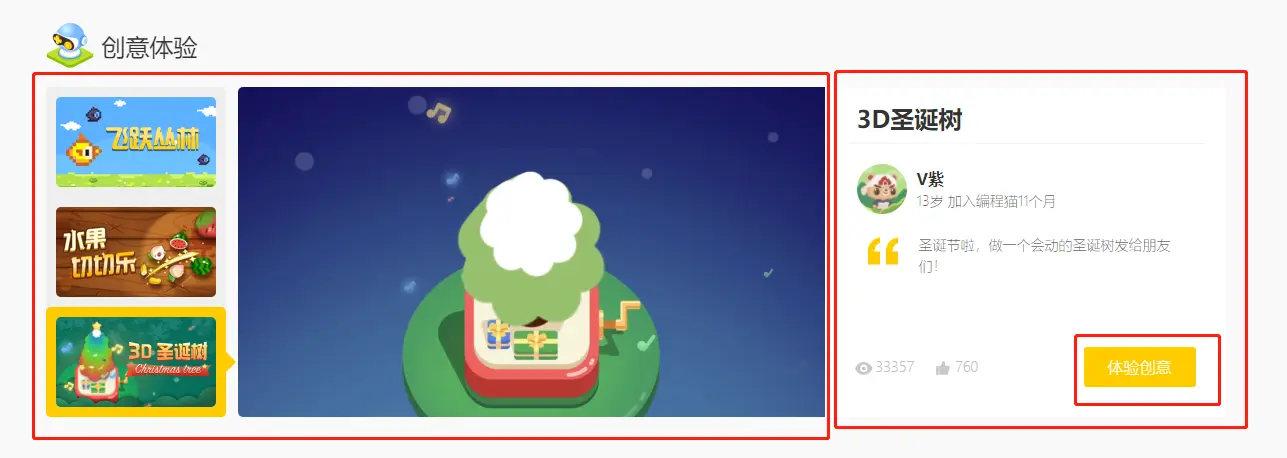 创意体验
飞跃丛林
水果
切切乐
3D圣诞树
Christmas tree
3D圣诞树
V紫
13岁 加入编程猫11个月
圣诞节啦，做一个会动的圣诞树发给朋友
们！
33357 760
体验创意